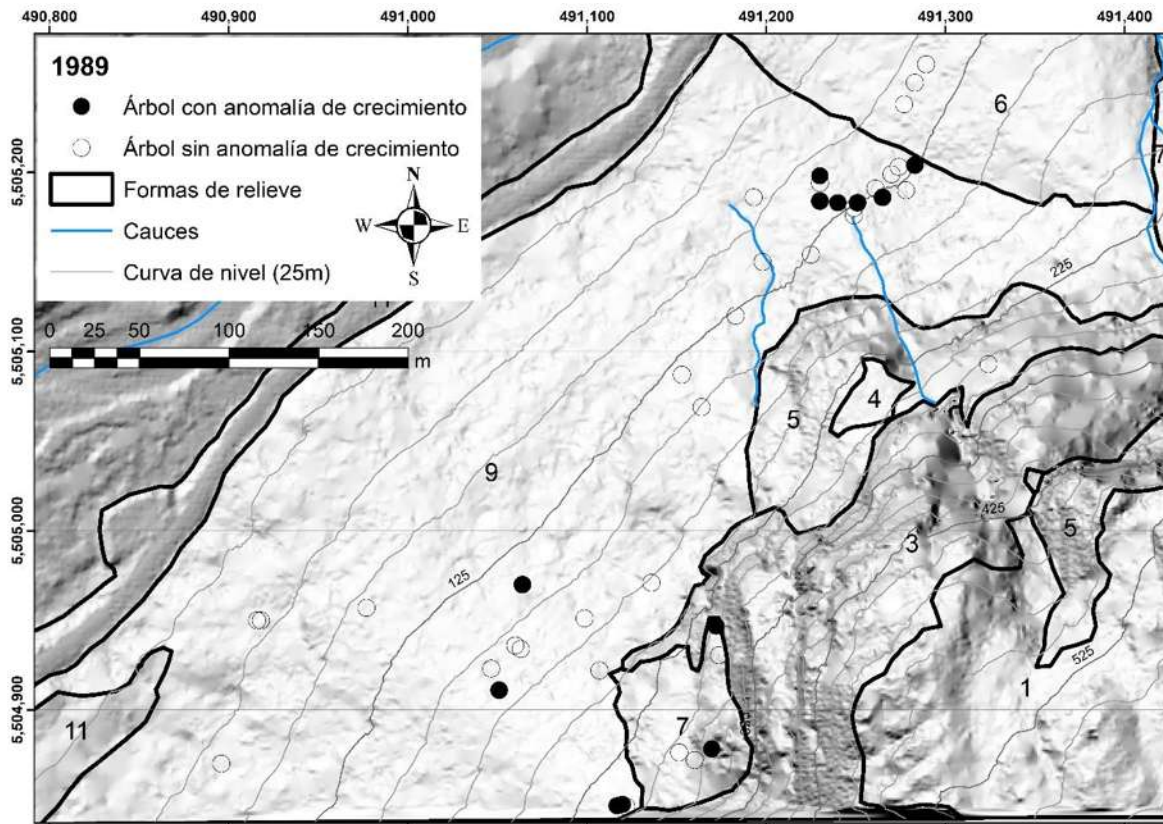 490,800 490,900 491,000 491,100 491,200 491,300 491,400
1989
Árbol con anomalía de crecimiento
Árbol sin anomalía de crecimiento
Formas de relieve
Cauces
Curva de nivel (25m)
N
W E
S
0 25 50 100 150 200
m
5,505,200
5,505,100
5,505,000
5,504,900
6
7
225
5
4
9
425
3
5
125
525
1
7
11